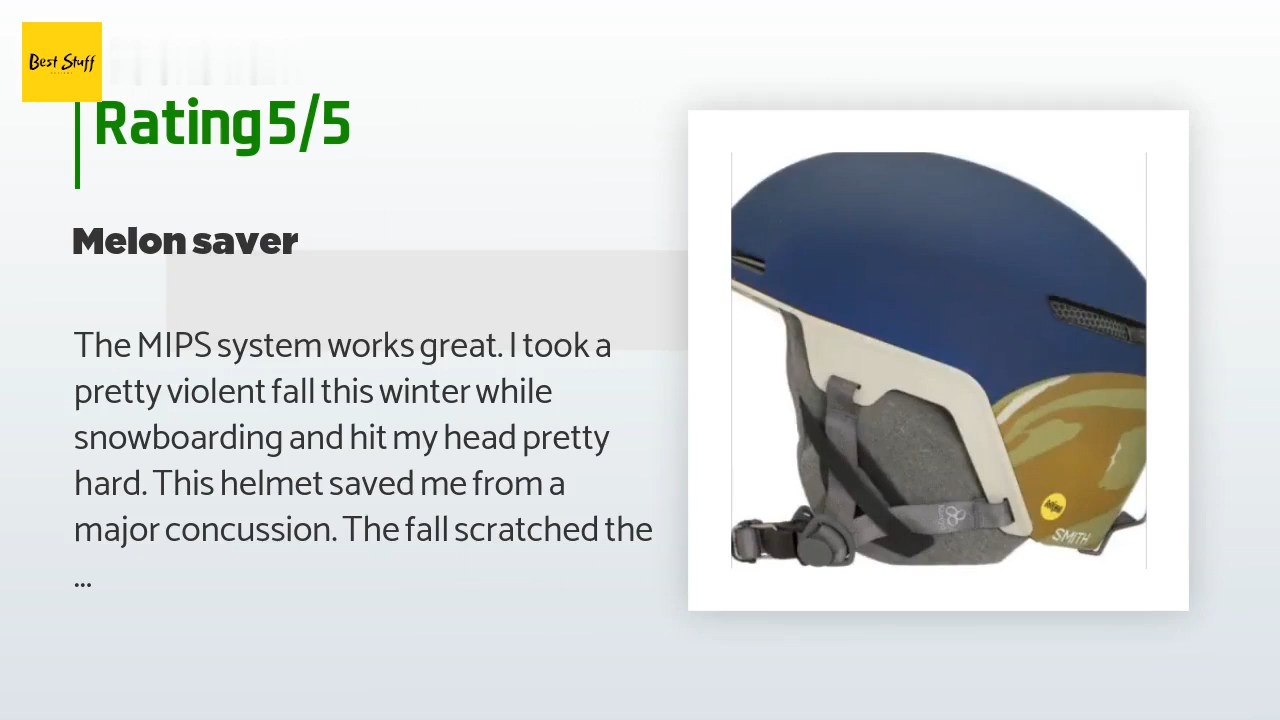 Best Stuff
Rating 5/5
Melon saver
The MIPS system works great. I took a
pretty violent fall this winter while
snowboarding and hit my head pretty
hard. This helmet saved me from a
major concussion. The fall scratched the
...
mips
SMITH